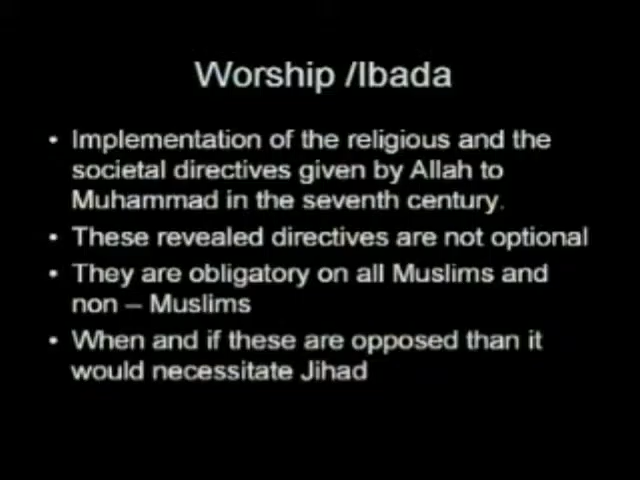 Worship /Ibada
• Implementation of the religious and the
societal directives given by Allah to
Muhammad in the seventh century.
• These revealed directives are not optional
• They are obligatory on all Muslims and
non – Muslims
• When and if these are opposed than it
would necessitate Jihad